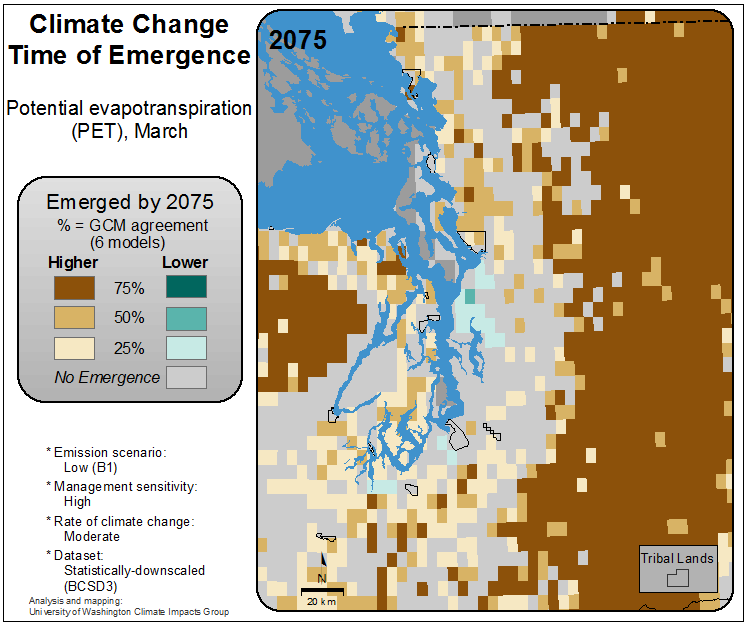 Climate Change
Time of Emergence
Potential evapotranspiration
(PET), March
Emerged by 2075
% = GCM agreement
(6 models)
Higher Lower
75%
50%
25%
No Emergence
* Emission scenario:
Low (B1)
* Management sensitivity:
High
* Rate of climate change:
Moderate
* Dataset:
Statistically-downscaled
(BCSD3)
Analysis and mapping:
University of Washington Climate Impacts Group
2075
N
20 km
Tribal Lands